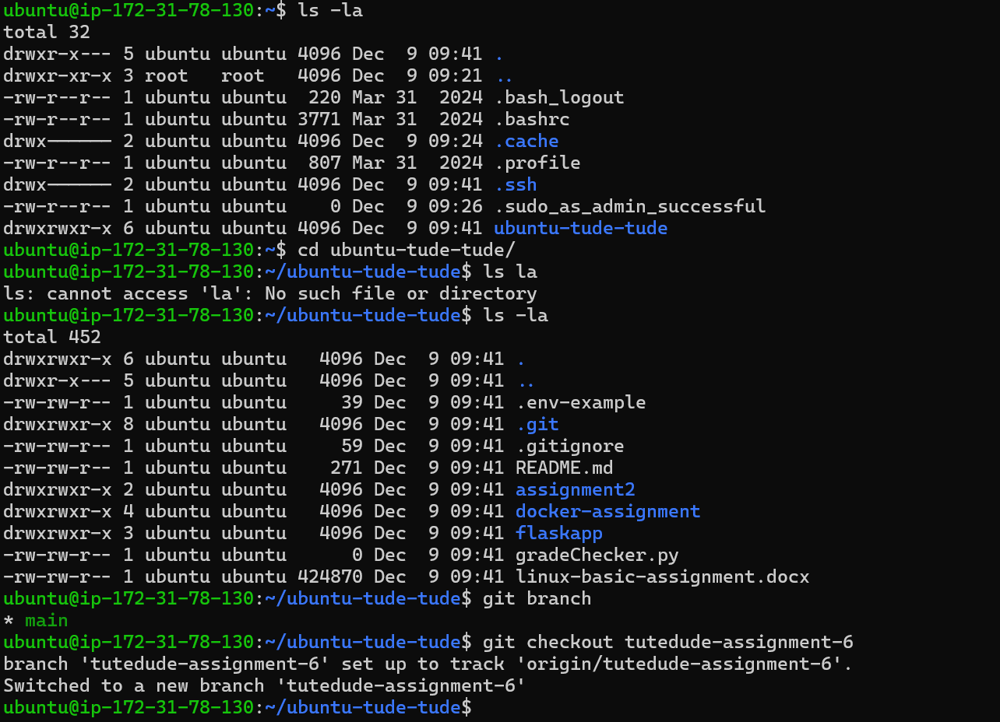 ubuntu@ip-172-31-78-130:~$ ls -la
total 32
drwxr-x--- 5 ubuntu ubuntu 4096 Dec  9 09:41 .
drwxr-xr-x 3 root   root   4096 Dec  9 09:21 ..
-rw-r--r-- 1 ubuntu ubuntu  220 Mar 31  2024 .bash_logout
-rw-r--r-- 1 ubuntu ubuntu 3771 Mar 31  2024 .bashrc
drwx------ 2 ubuntu ubuntu 4096 Dec  9 09:24 .cache
-rw-r--r-- 1 ubuntu ubuntu  807 Mar 31  2024 .profile
drwx------ 2 ubuntu ubuntu 4096 Dec  9 09:41 .ssh
-rw-r--r-- 1 ubuntu ubuntu    0 Dec  9 09:26 .sudo_as_admin_successful
drwxrwxr-x 6 ubuntu ubuntu 4096 Dec  9 09:41 ubuntu-tude-tude
ubuntu@ip-172-31-78-130:~$ cd ubuntu-tude-tude/
ubuntu@ip-172-31-78-130:~/ubuntu-tude-tude$ ls la
ls: cannot access 'la': No such file or directory
ubuntu@ip-172-31-78-130:~/ubuntu-tude-tude$ ls -la
total 452
drwxrwxr-x 6 ubuntu ubuntu   4096 Dec  9 09:41 .
drwxr-x--- 5 ubuntu ubuntu   4096 Dec  9 09:41 ..
-rw-rw-r-- 1 ubuntu ubuntu     39 Dec  9 09:41 .env-example
drwxrwxr-x 8 ubuntu ubuntu   4096 Dec  9 09:41 .git
-rw-rw-r-- 1 ubuntu ubuntu     59 Dec  9 09:41 .gitignore
-rw-rw-r-- 1 ubuntu ubuntu    271 Dec  9 09:41 README.md
drwxrwxr-x 2 ubuntu ubuntu   4096 Dec  9 09:41 assignment2
drwxrwxr-x 4 ubuntu ubuntu   4096 Dec  9 09:41 docker-assignment
drwxrwxr-x 3 ubuntu ubuntu   4096 Dec  9 09:41 flaskapp
-rw-rw-r-- 1 ubuntu ubuntu      0 Dec  9 09:41 gradeChecker.py
-rw-rw-r-- 1 ubuntu ubuntu 424870 Dec  9 09:41 linux-basic-assignment.docx
ubuntu@ip-172-31-78-130:~/ubuntu-tude-tude$ git branch
* main
ubuntu@ip-172-31-78-130:~/ubuntu-tude-tude$ git checkout tutedude-assignment-6
branch 'tutedude-assignment-6' set up to track 'origin/tutedude-assignment-6'.
Switched to a new branch 'tutedude-assignment-6'
ubuntu@ip-172-31-78-130:~/ubuntu-tude-tude$